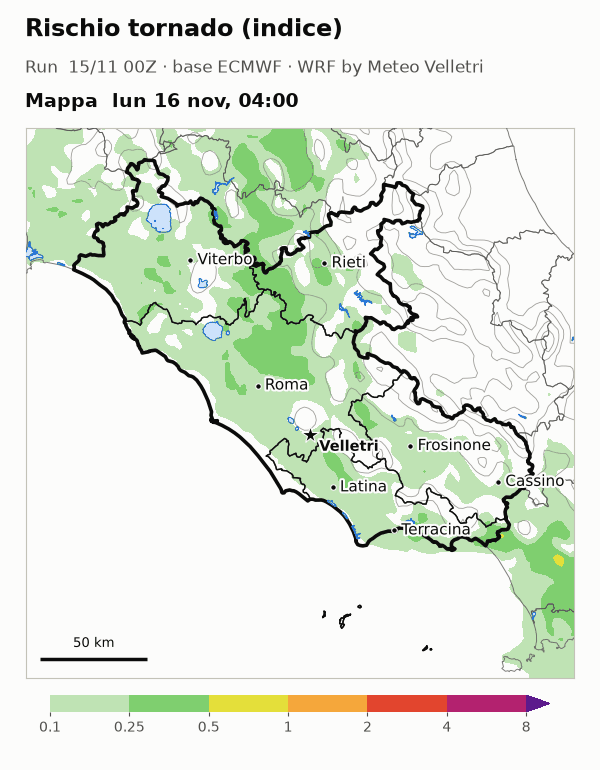 Rischio tornado (indice)
Run  15/11 00Z · base ECMWF · WRF by Meteo Velletri
Mappa  lun 16 nov, 04:00
Viterbo
Rieti
Roma
Velletri
Frosinone
Latina
Cassino
Terracina
50 km
0.1 0.25 0.5 1 2 4 8